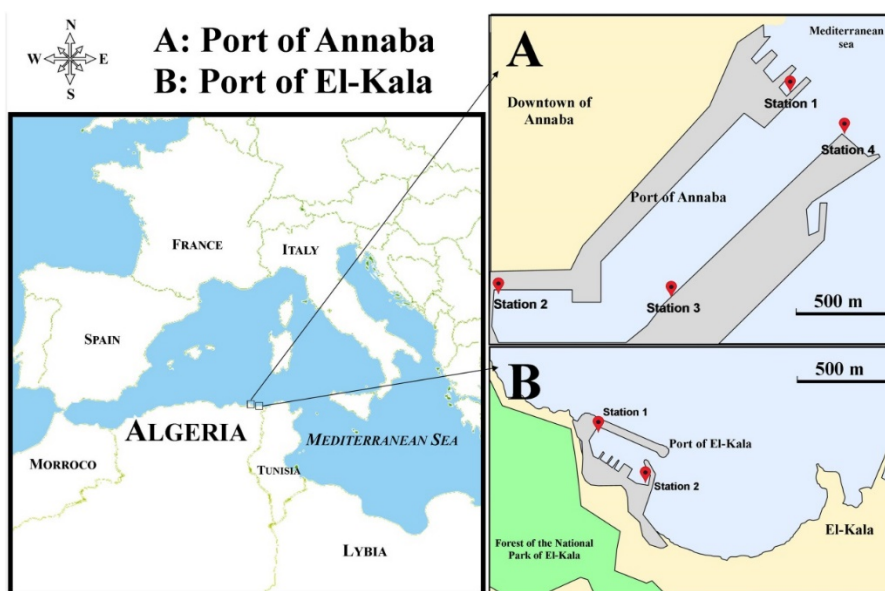 N
W E
S
A: Port of Annaba
B: Port of El-Kala
FRANCE
ITALY
SPAIN
ALGERIA
MEDITERRANEAN SEA
MORROCO
TUNISIA
LYBIA
A
Mediterranean
sea
Downtown of
Annaba
Station 1
Station 4
Port of Annaba
Station 2
Station 3
500 m
B
500 m
Station 1
Port of El-Kala
Station 2
El-Kala
Forest of the National
Park of El-Kala